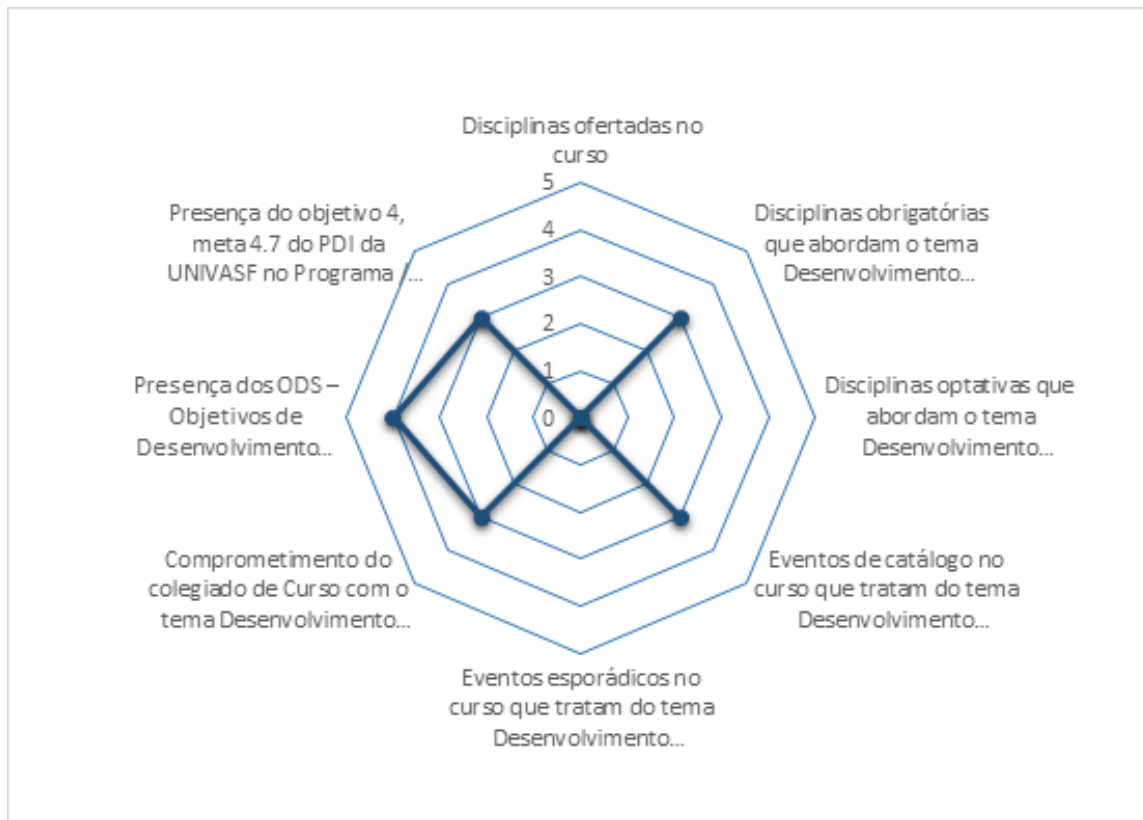 Disciplinas ofertadas no
curso
Disciplinas obrigatórias
que abordam o tema
Desenvolvimento...
Disciplinas optativas que
abordam o tema
Desenvolvimento...
Eventos de catálogo no
curso que tratam do tema
Desenvolvimento...
Eventos esporádicos no
curso que tratam do tema
Desenvolvimento...
Comprometimento do
colegiado de Curso com o
tema Desenvolvimento...
Presença dos ODS –
Objetivos de
Desenvolvimento...
Presença do objetivo 4,
meta 4.7 do PDI da
UNIVASF no Programa /...
5
4
3
2
1
0